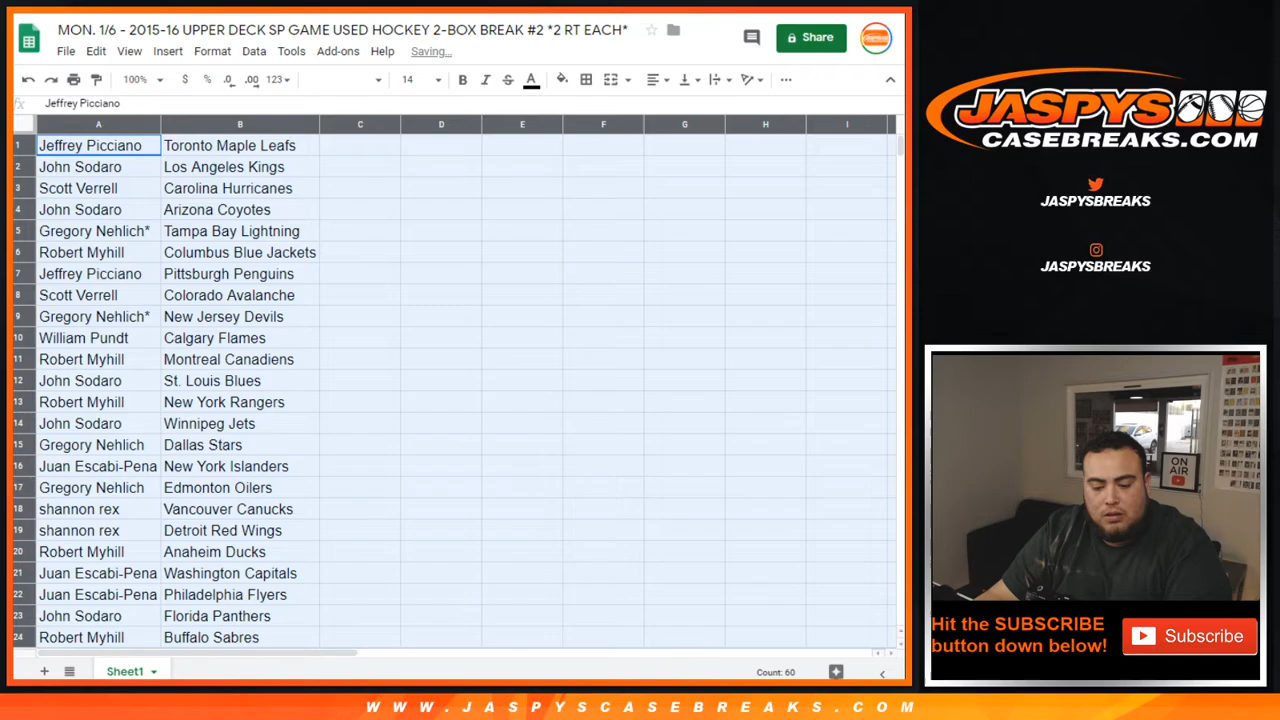 MON. 1/6 - 2015-16 UPPER DECK SP GAME USED HOCKEY 2-BOX BREAK #2 *2 RT EACH*
File Edit View Insert Format Data Tools Add-ons Help Saving...
Share
100% $ % .0 .00 123 14 B I S A
fx Jeffrey Picciano
A B C D E F G H I
1 Jeffrey Picciano Toronto Maple Leafs
2 John Sodaro Los Angeles Kings
3 Scott Verrell Carolina Hurricanes
4 John Sodaro Arizona Coyotes
5 Gregory Nehlich* Tampa Bay Lightning
6 Robert Myhill Columbus Blue Jackets
7 Jeffrey Picciano Pittsburgh Penguins
8 Scott Verrell Colorado Avalanche
9 Gregory Nehlich* New Jersey Devils
10 William Pundt Calgary Flames
11 Robert Myhill Montreal Canadiens
12 John Sodaro St. Louis Blues
13 Robert Myhill New York Rangers
14 John Sodaro Winnipeg Jets
15 Gregory Nehlich Dallas Stars
16 Juan Escabi-Pena New York Islanders
17 Gregory Nehlich Edmonton Oilers
18 shannon rex Vancouver Canucks
19 shannon rex Detroit Red Wings
20 Robert Myhill Anaheim Ducks
21 Juan Escabi-Pena Washington Capitals
22 Juan Escabi-Pena Philadelphia Flyers
23 John Sodaro Florida Panthers
24 Robert Myhill Buffalo Sabres
Sheet1
Count: 60
JASPYS
CASEBREAKS.COM
JASPYSBREAKS
JASPYSBREAKS
ON
AIR
Hit the SUBSCRIBE
button down below!
Subscribe
WWW.JASPYSCASEBREAKS.COM